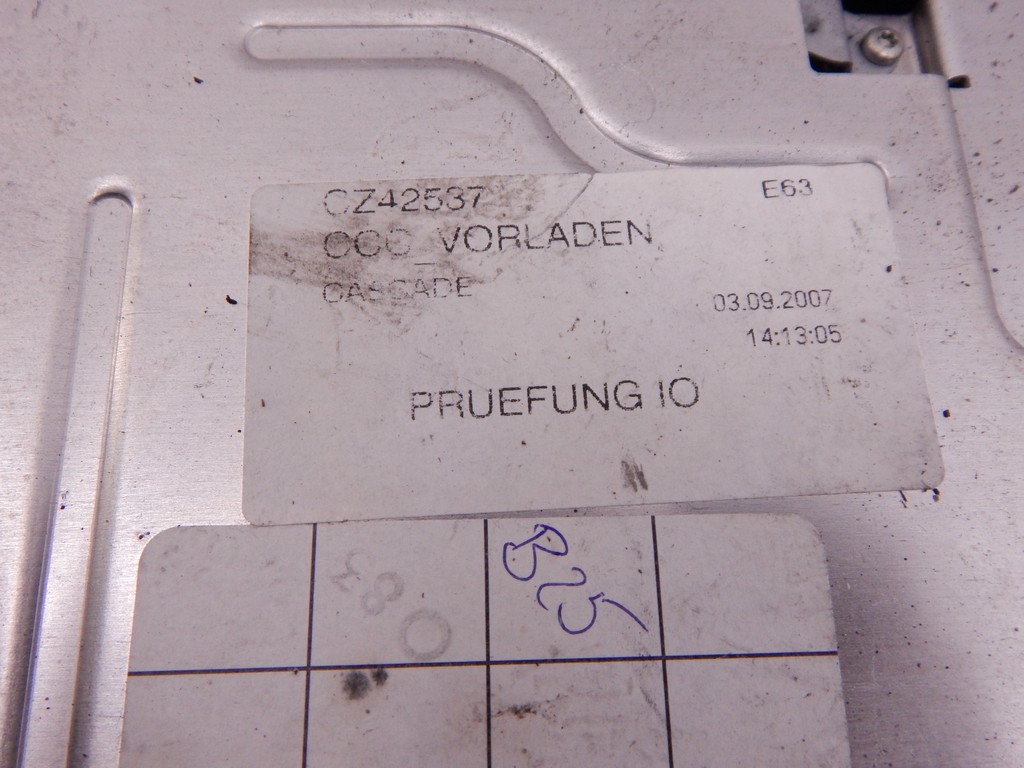 CZ42537 E63
CCC_VORLADEN
CASCADE 03.09.2007
14:13:05
PRUEFUNG IO
B25